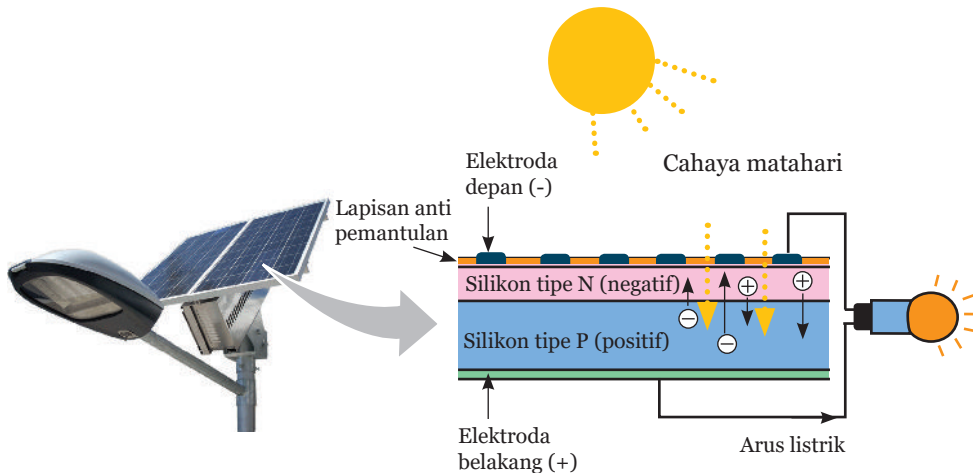 Cahaya matahari
Elektroda
depan (-)
Lapisan anti
pemantulan
Silikon tipe N (negatif)
Silikon tipe P (positif)
Elektroda
belakang (+)
Arus listrik